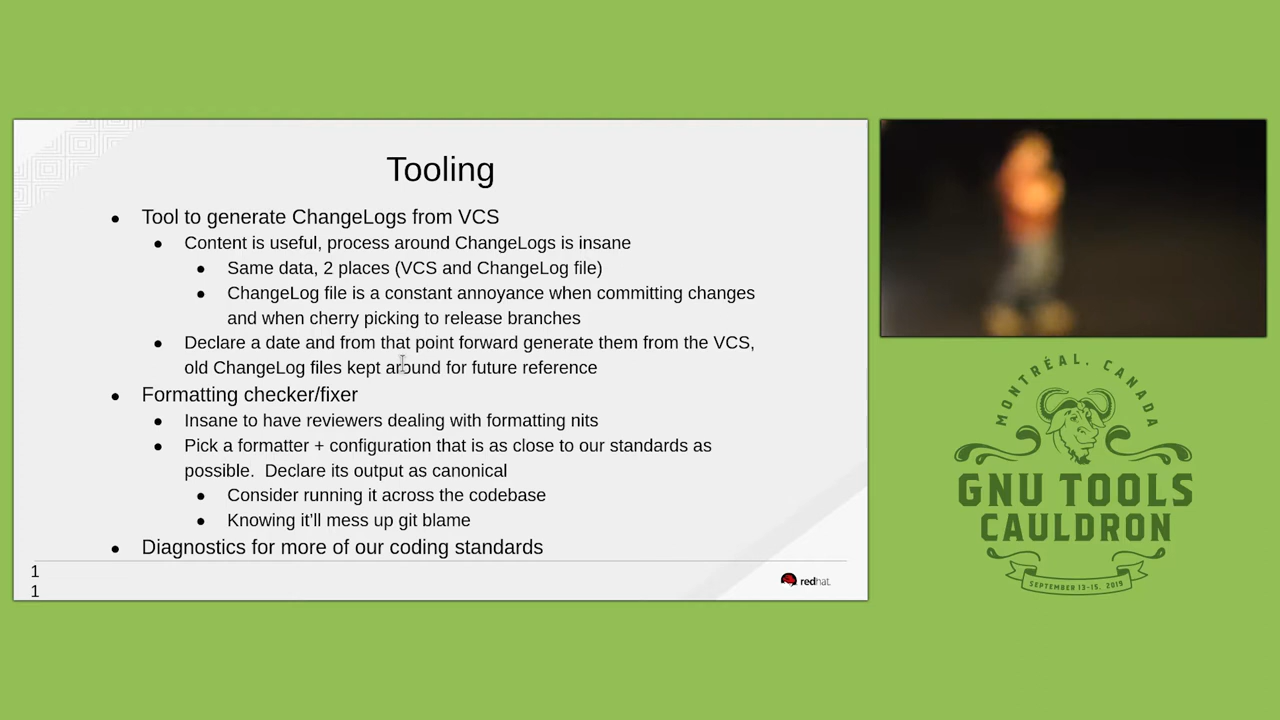 Tooling
● Tool to generate ChangeLogs from VCS
● Content is useful, process around ChangeLogs is insane
● Same data, 2 places (VCS and ChangeLog file)
● ChangeLog file is a constant annoyance when committing changes
and when cherry picking to release branches
● Declare a date and from that point forward generate them from the VCS,
old ChangeLog files kept around for future reference
● Formatting checker/fixer
● Insane to have reviewers dealing with formatting nits
● Pick a formatter + configuration that is as close to our standards as
possible.  Declare its output as canonical
● Consider running it across the codebase
● Knowing it'll mess up git blame
● Diagnostics for more of our coding standards
1
1
redhat.
MONTRÉAL, CANADA
GNU TOOLS
CAULDRON
SEPTEMBER 13-15, 2019